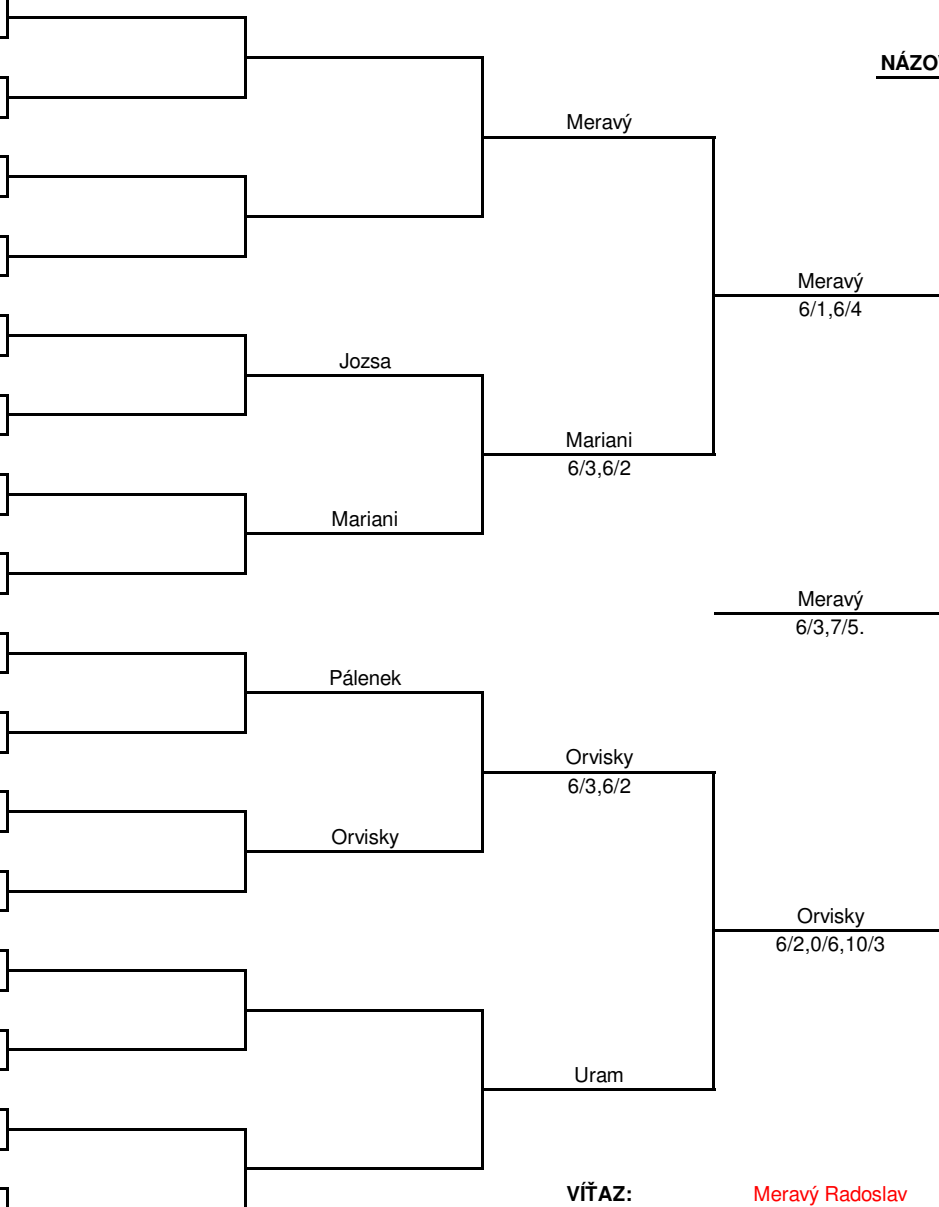 NÁZO
Meravý
Meravý
6/1,6/4
Jozsa
Mariani
6/3,6/2
Mariani
Meravý
6/3,7/5.
Pálenek
Orvisky
6/3,6/2
Orvisky
Orvisky
6/2,0/6,10/3
Uram
VÍŤAZ: Meravý Radoslav